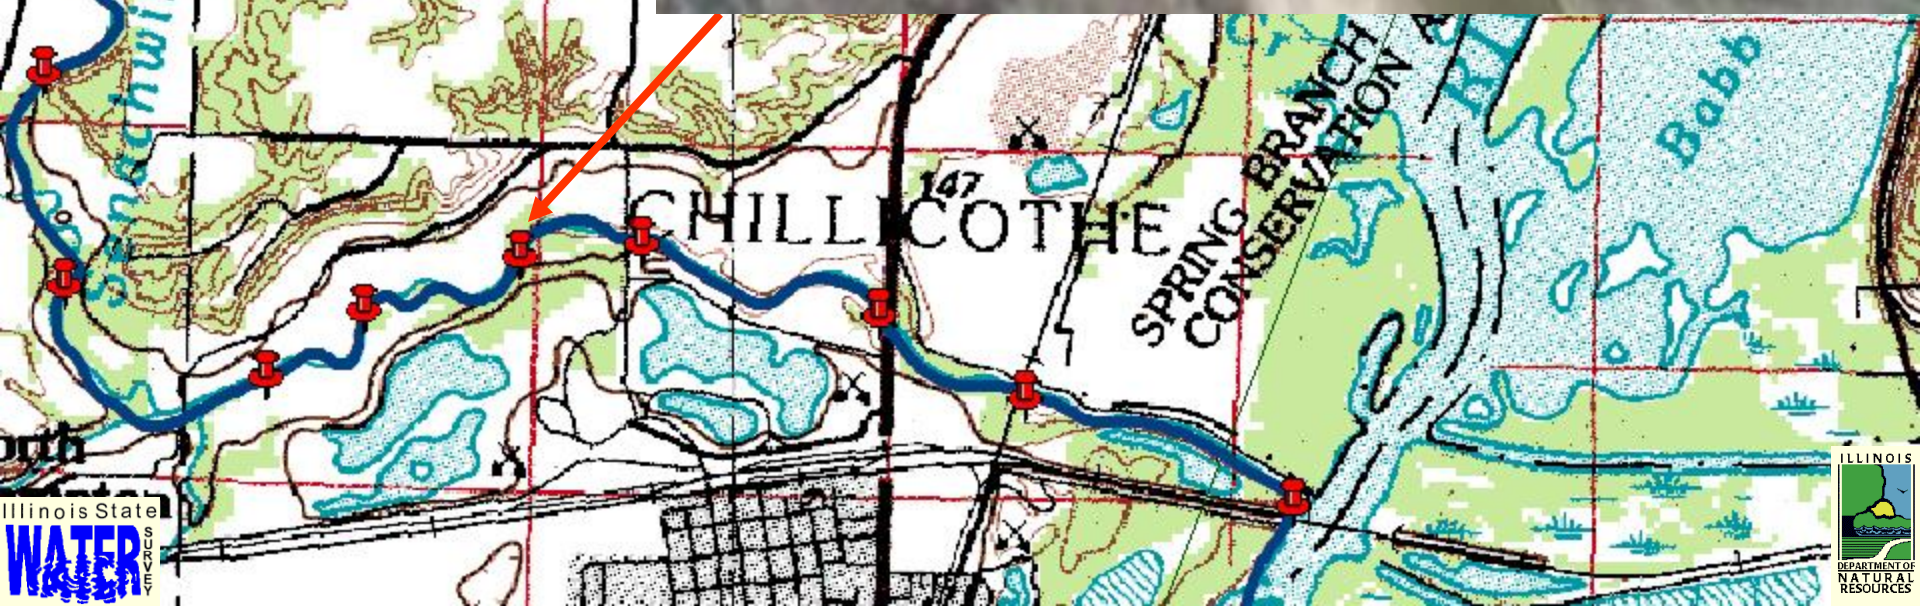 CHILLICOTHE
147
SPRING BRANCH
CONSERVATION
Babb
Illinois State
WATER
SURVEY
ILLINOIS
DEPARTMENT OF
NATURAL
RESOURCES